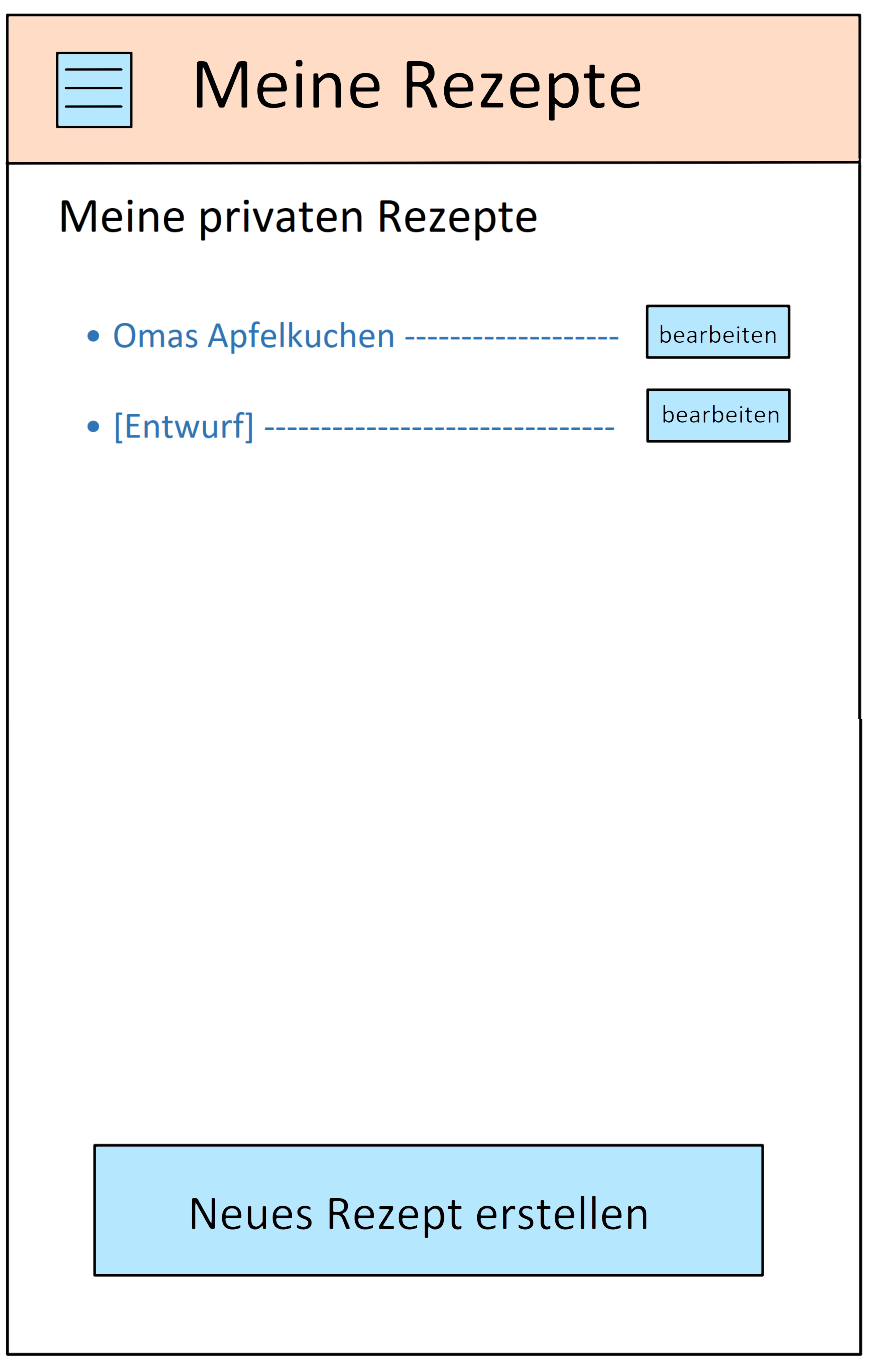 Meine Rezepte
Meine privaten Rezepte
• Omas Apfelkuchen ------------------- bearbeiten
• [Entwurf] ------------------------------- bearbeiten
Neues Rezept erstellen